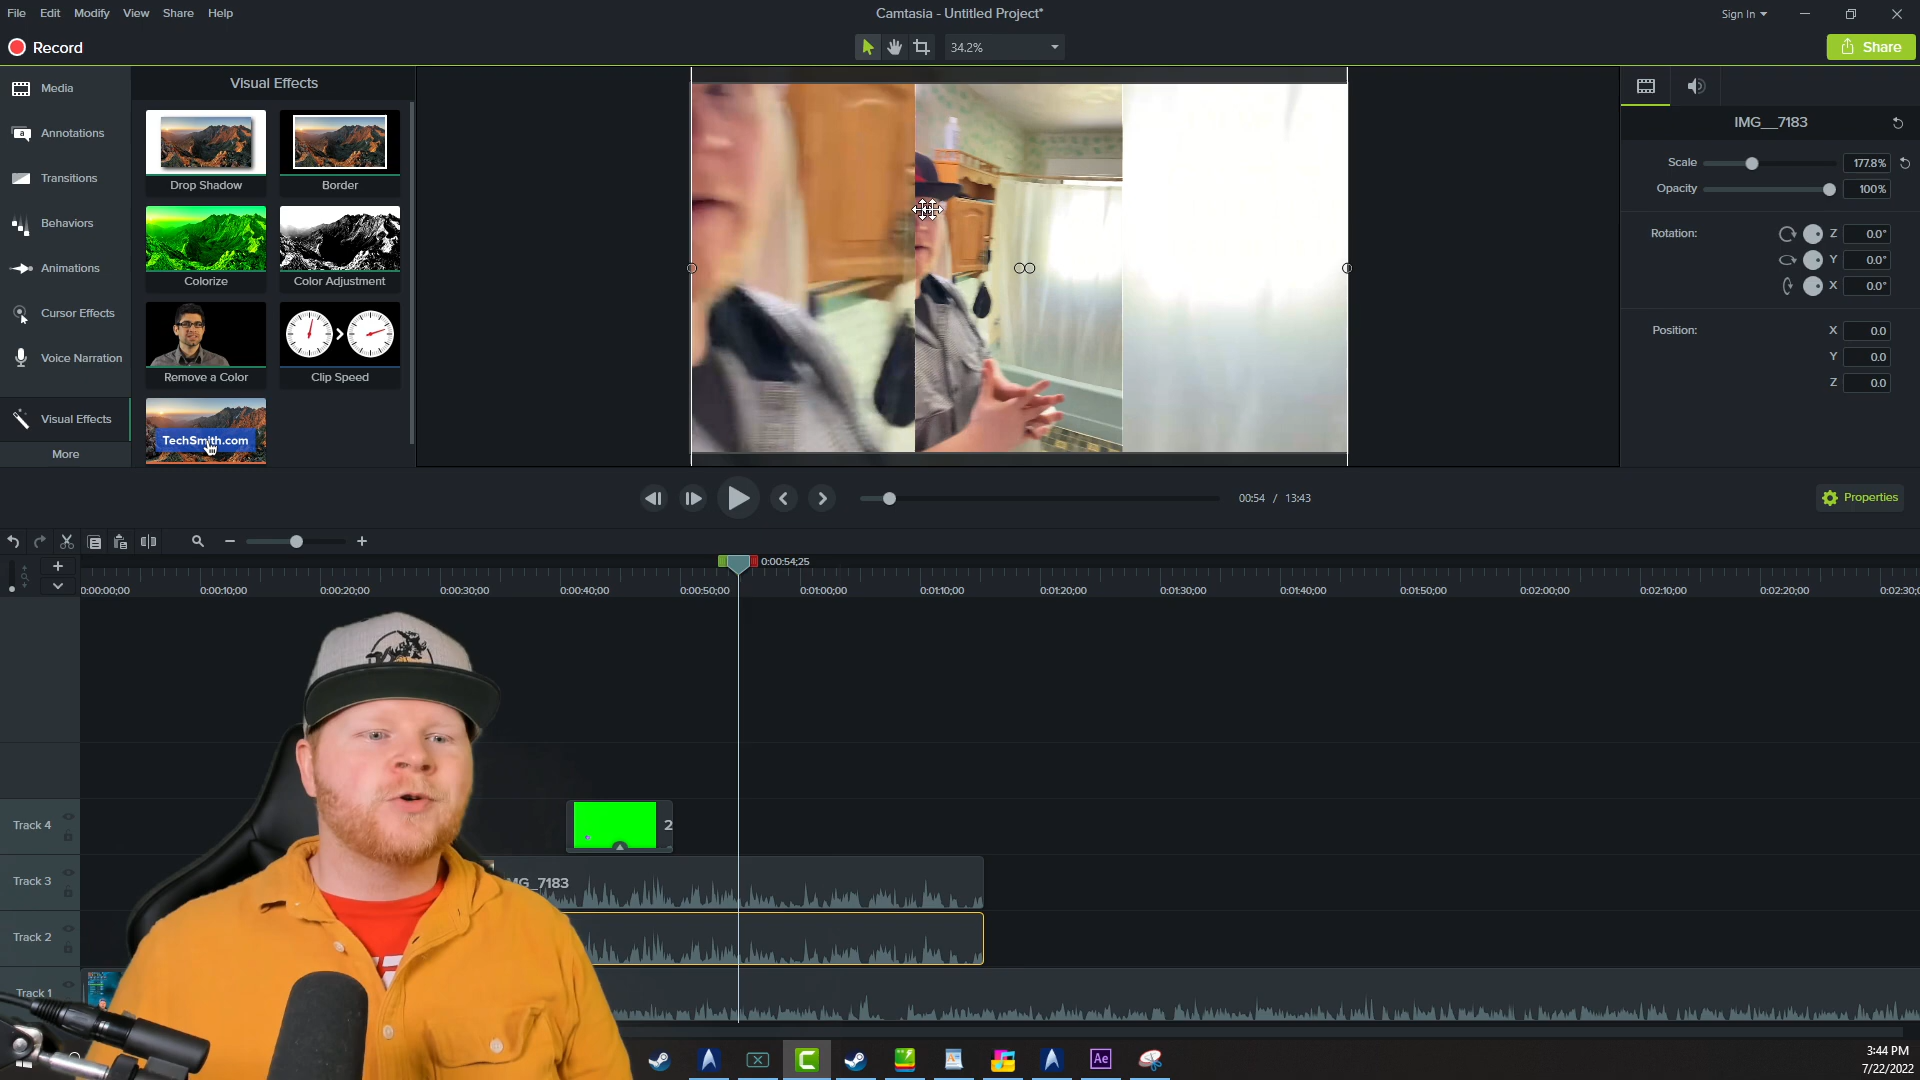 File Edit Modify View Share Help
Camtasia - Untitled Project*
Sign In
Record
34.2%
Share
Media
Annotations
Transitions
Behaviors
Animations
Cursor Effects
Voice Narration
Visual Effects
More
Visual Effects
Drop Shadow
Border
Colorize
Color Adjustment
Remove a Color
Clip Speed
TechSmith.com
IMG__7183
Scale 177.8%
Opacity 100%
Rotation: Z 0.0°
Y 0.0°
X 0.0°
Position: X 0.0
Y 0.0
Z 0.0
00:54 / 13:43
Properties
0:00:54;25
0:00:00;00 0:00:10;00 0:00:20;00 0:00:30;00 0:00:40;00 0:00:50;00 0:01:00;00 0:01:10;00 0:01:20;00 0:01:30;00 0:01:40;00 0:01:50;00 0:02:00;00 0:02:10;00 0:02:20;00 0:02:30;0
Track 4
2
Track 3
MG_7183
Track 2
Track 1
Ae
3:44 PM
7/22/2022